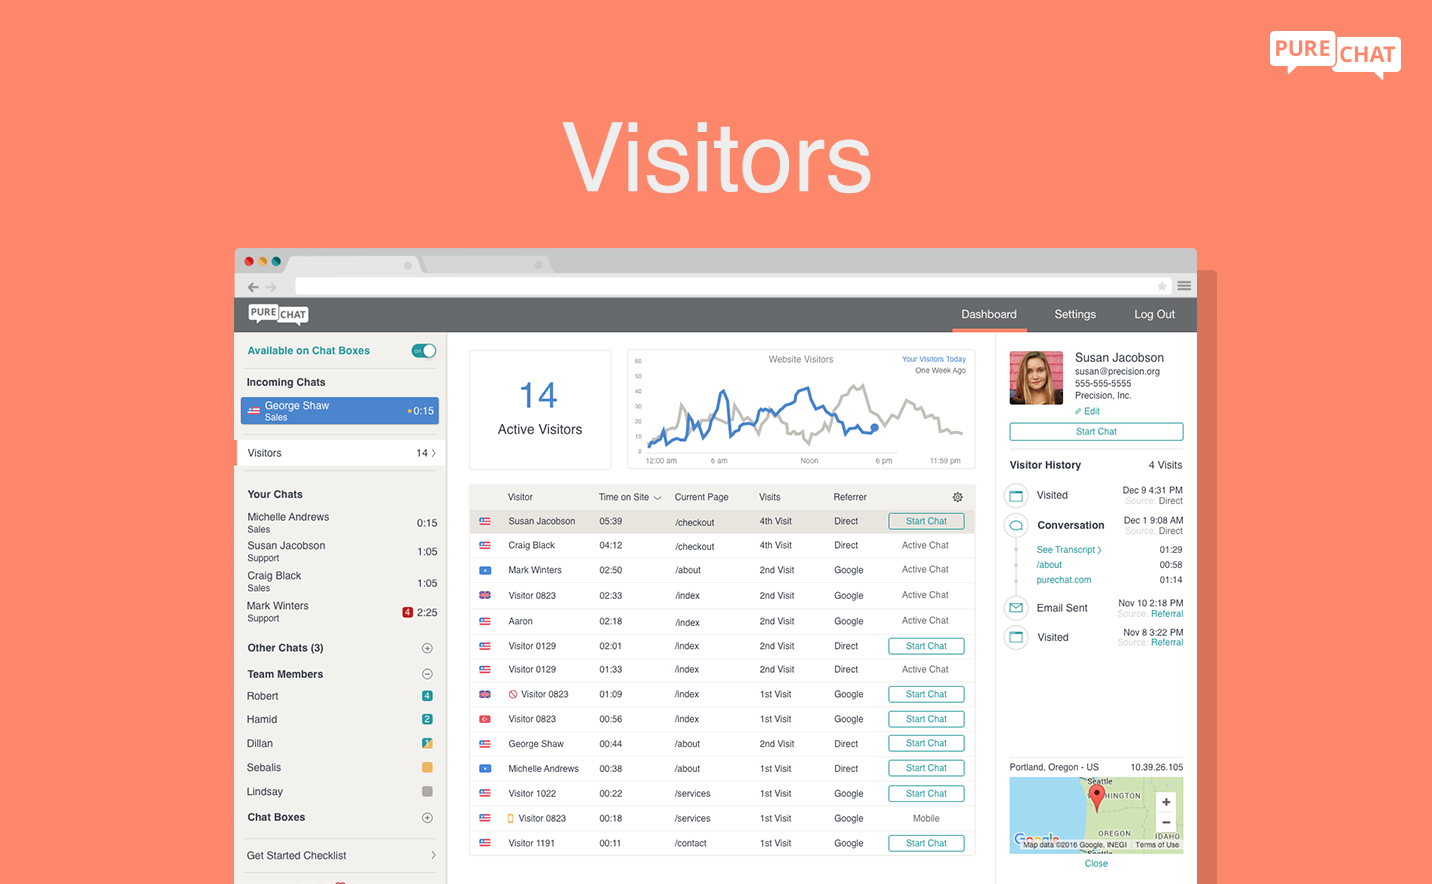 PURE CHAT
Visitors
PURE CHAT
Dashboard Settings Log Out
Available on Chat Boxes on
Incoming Chats
George Shaw 0:15
Sales
Visitors 14
Your Chats
Michelle Andrews 0:15
Sales
Susan Jacobson 1:05
Support
Craig Black 1:05
Sales
Mark Winters 4 2:25
Support
Other Chats (3)
Team Members
Robert 4
Hamid 2
Dillan 1
Sebalis
Lindsay
Chat Boxes
Get Started Checklist
14
Active Visitors
Website Visitors
Your Visitors Today
One Week Ago
60
50
40
30
20
10
0
12:00 am 6 am Noon 6 pm 11:59 pm
Visitor Time on Site Current Page Visits Referrer
Susan Jacobson 05:39 /checkout 4th Visit Direct Start Chat
Craig Black 04:12 /checkout 4th Visit Direct Active Chat
Mark Winters 02:50 /about 2nd Visit Google Active Chat
Visitor 0823 02:33 /index 2nd Visit Google Active Chat
Aaron 02:18 /index 2nd Visit Google Active Chat
Visitor 0129 02:01 /index 2nd Visit Direct Start Chat
Visitor 0129 01:33 /index 2nd Visit Direct Active Chat
Visitor 0823 01:09 /index 1st Visit Google Start Chat
Visitor 0823 00:56 /index 1st Visit Google Start Chat
George Shaw 00:44 /about 2nd Visit Direct Start Chat
Michelle Andrews 00:38 /about 1st Visit Direct Start Chat
Visitor 1022 00:22 /services 1st Visit Google Start Chat
Visitor 0823 00:18 /services 1st Visit Google Mobile
Visitor 1191 00:11 /contact 1st Visit Google Start Chat
Susan Jacobson
susan@precision.org
555-555-5555
Precision, Inc.
Edit
Start Chat
Visitor History 4 Visits
Visited Dec 9 4:31 PM
Source: Direct
Conversation Dec 1 9:08 AM
Source: Direct
See Transcript 01:29
/about 00:58
purechat.com 01:14
Email Sent Nov 10 2:18 PM
Source: Referral
Visited Nov 8 3:22 PM
Source: Referral
Portland, Oregon - US 10.39.26.105
Seattle
WASHINGTON
+
−
OREGON IDAHO
Google
Map data ©2016 Google, INEGI Terms of Use
Close